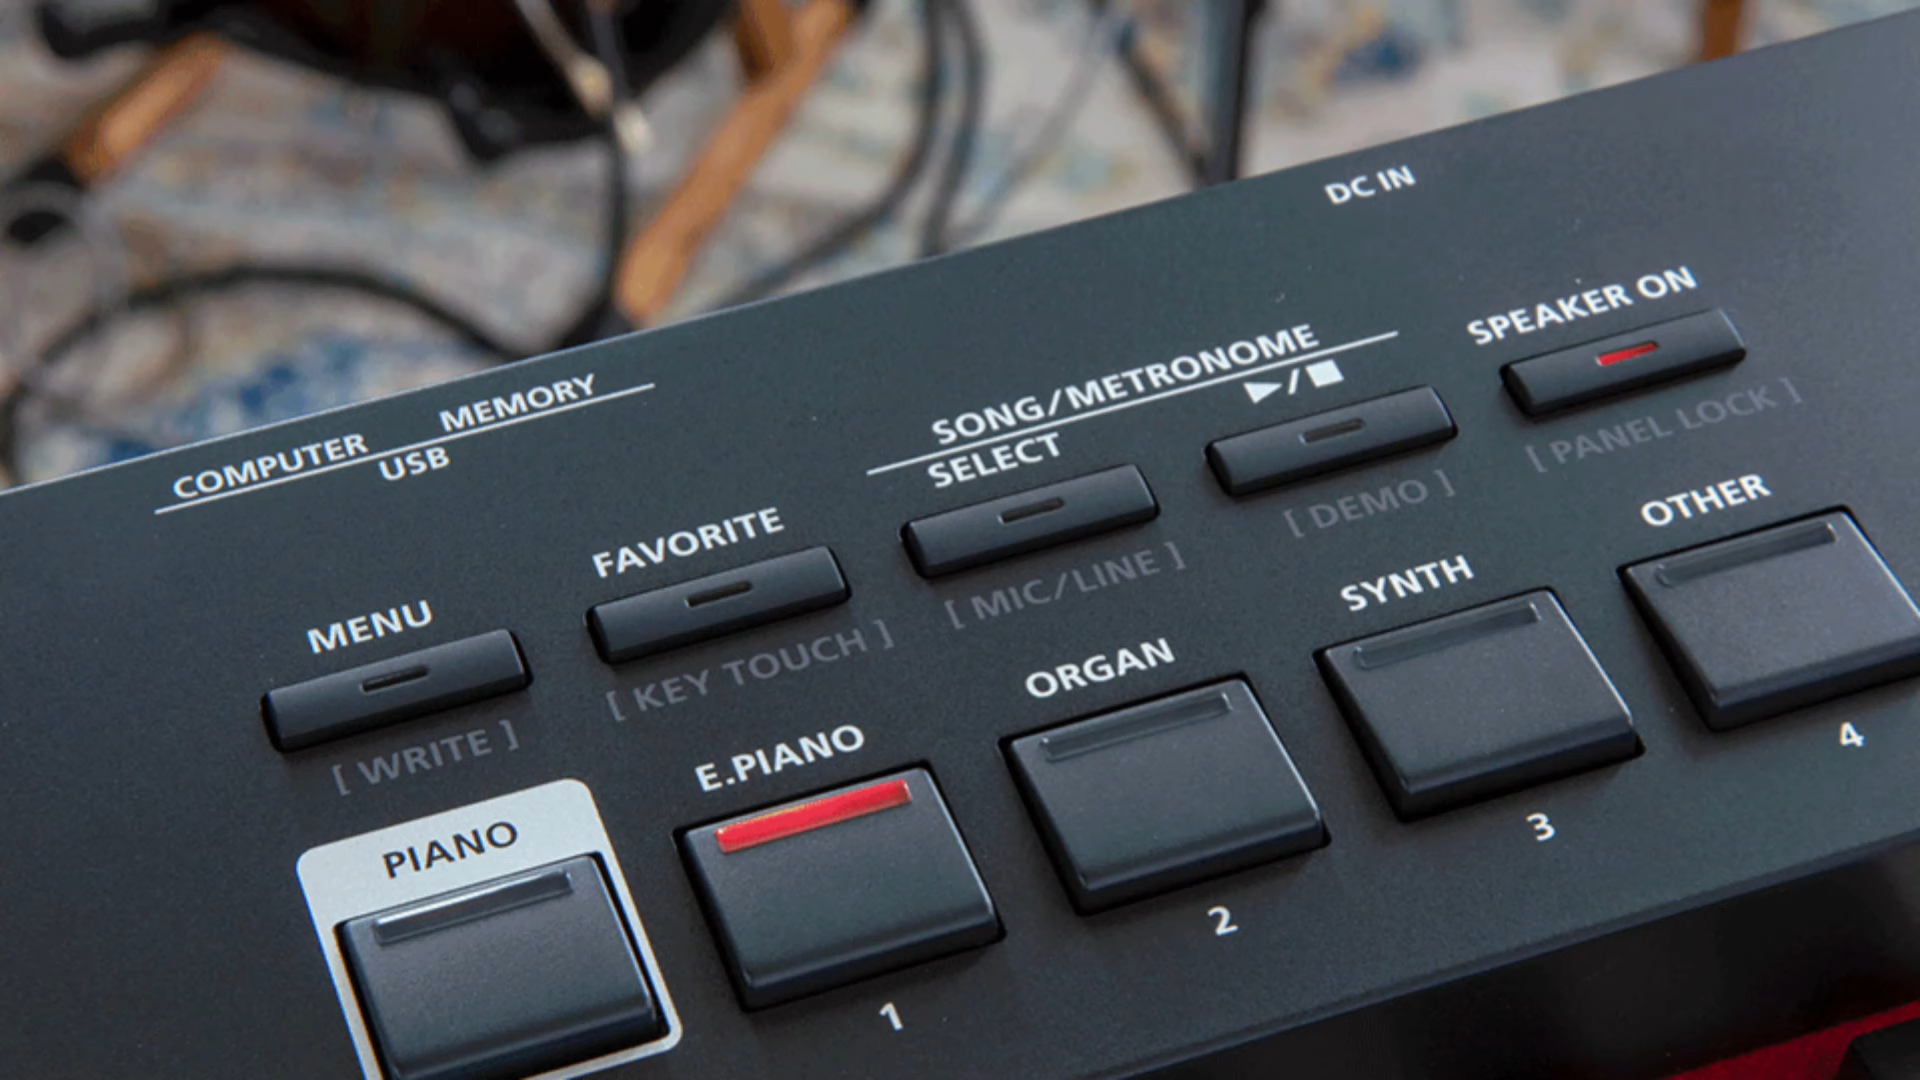 DC IN
COMPUTER MEMORY
USB
SONG/METRONOME
SELECT ▶/■
SPEAKER ON
[ PANEL LOCK ]
[ DEMO ]
[ MIC/LINE ]
FAVORITE
[ KEY TOUCH ]
MENU
[ WRITE ]
PIANO
E.PIANO
ORGAN
SYNTH
OTHER
1
2
3
4